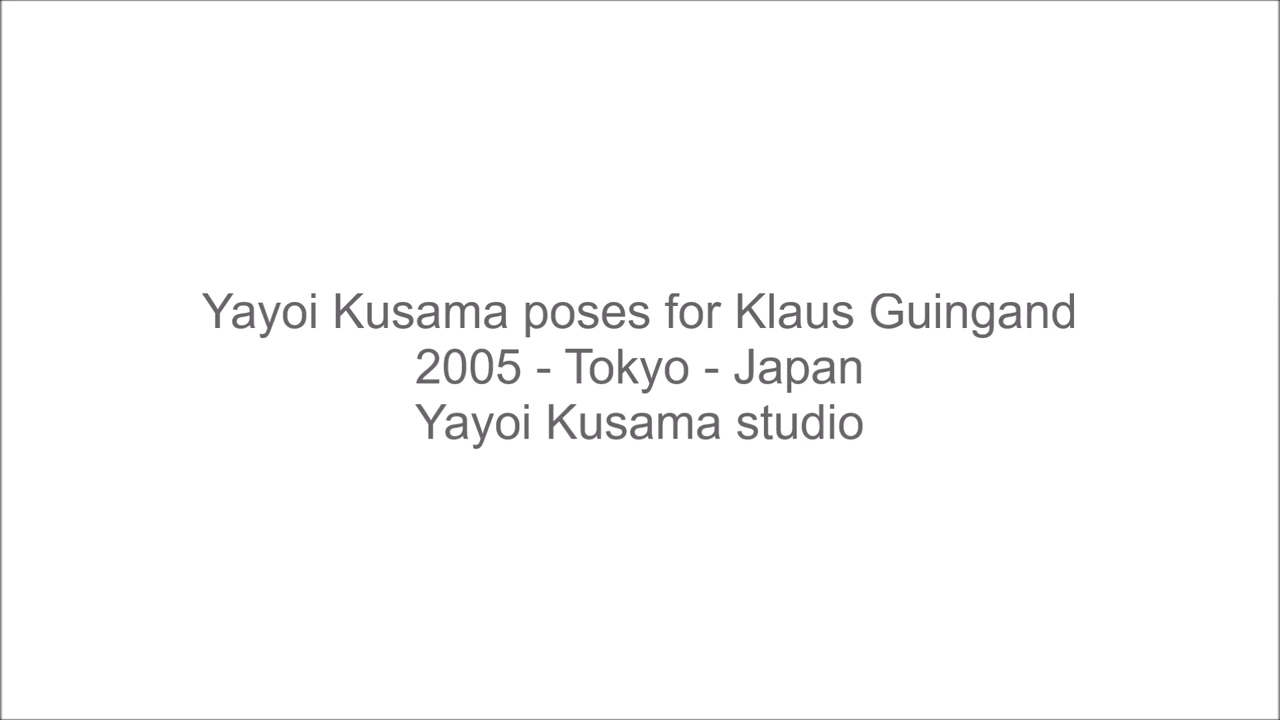 Yayoi Kusama poses for Klaus Guingand
2005 - Tokyo - Japan
Yayoi Kusama studio